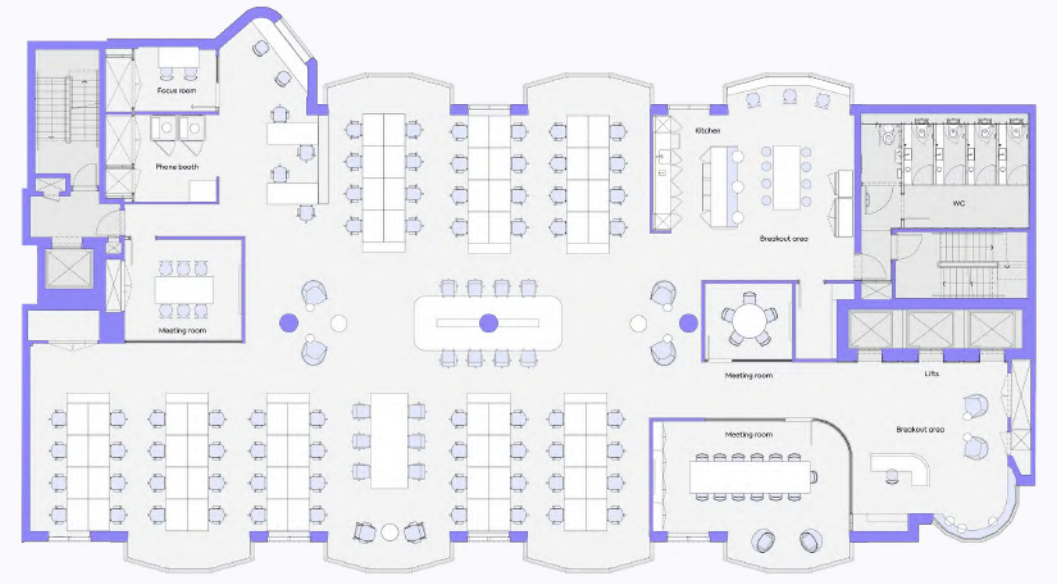 Focus room
Phone booth
Kitchen
WC
Breakout area
Meeting room
Meeting room
Lifts
Breakout area
Meeting room